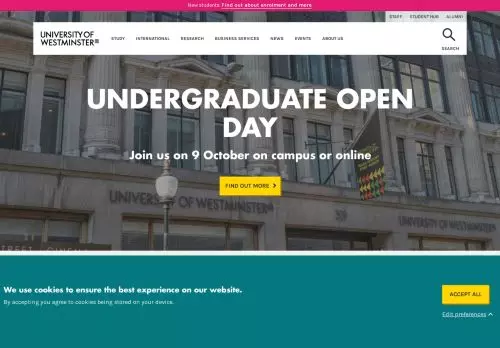 New students: Find out about enrolment and more.
STAFF STUDENT HUB ALUMNI
UNIVERSITY OF
WESTMINSTER
STUDY INTERNATIONAL RESEARCH BUSINESS SERVICES NEWS EVENTS ABOUT US
SEARCH
UNDERGRADUATE OPEN
DAY
Join us on 9 October on campus or online
FIND OUT MORE
UNIVERSITY OF WESTMINSTER
309
UNIVERSITY OF WESTMINSTER
STREET CINEMA
We use cookies to ensure the best experience on our website.
By accepting you agree to cookies being stored on your device.
ACCEPT ALL
Edit preferences